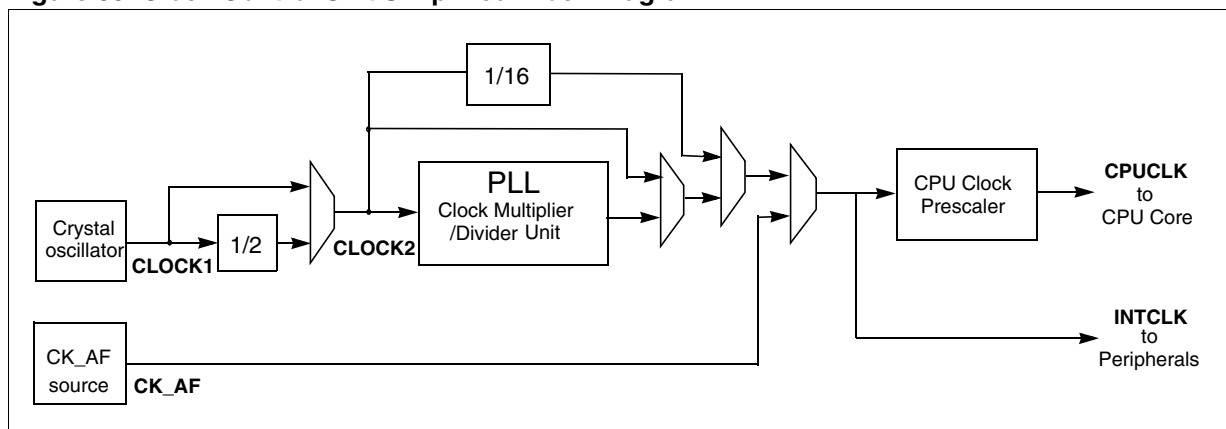 1/16
PLL
Clock Multiplier
/Divider Unit
CPU Clock
Prescaler
CPUCLK
to
CPU Core
Crystal
oscillator
1/2
CLOCK1
CLOCK2
INTCLK
to
Peripherals
CK_AF
source
CK_AF